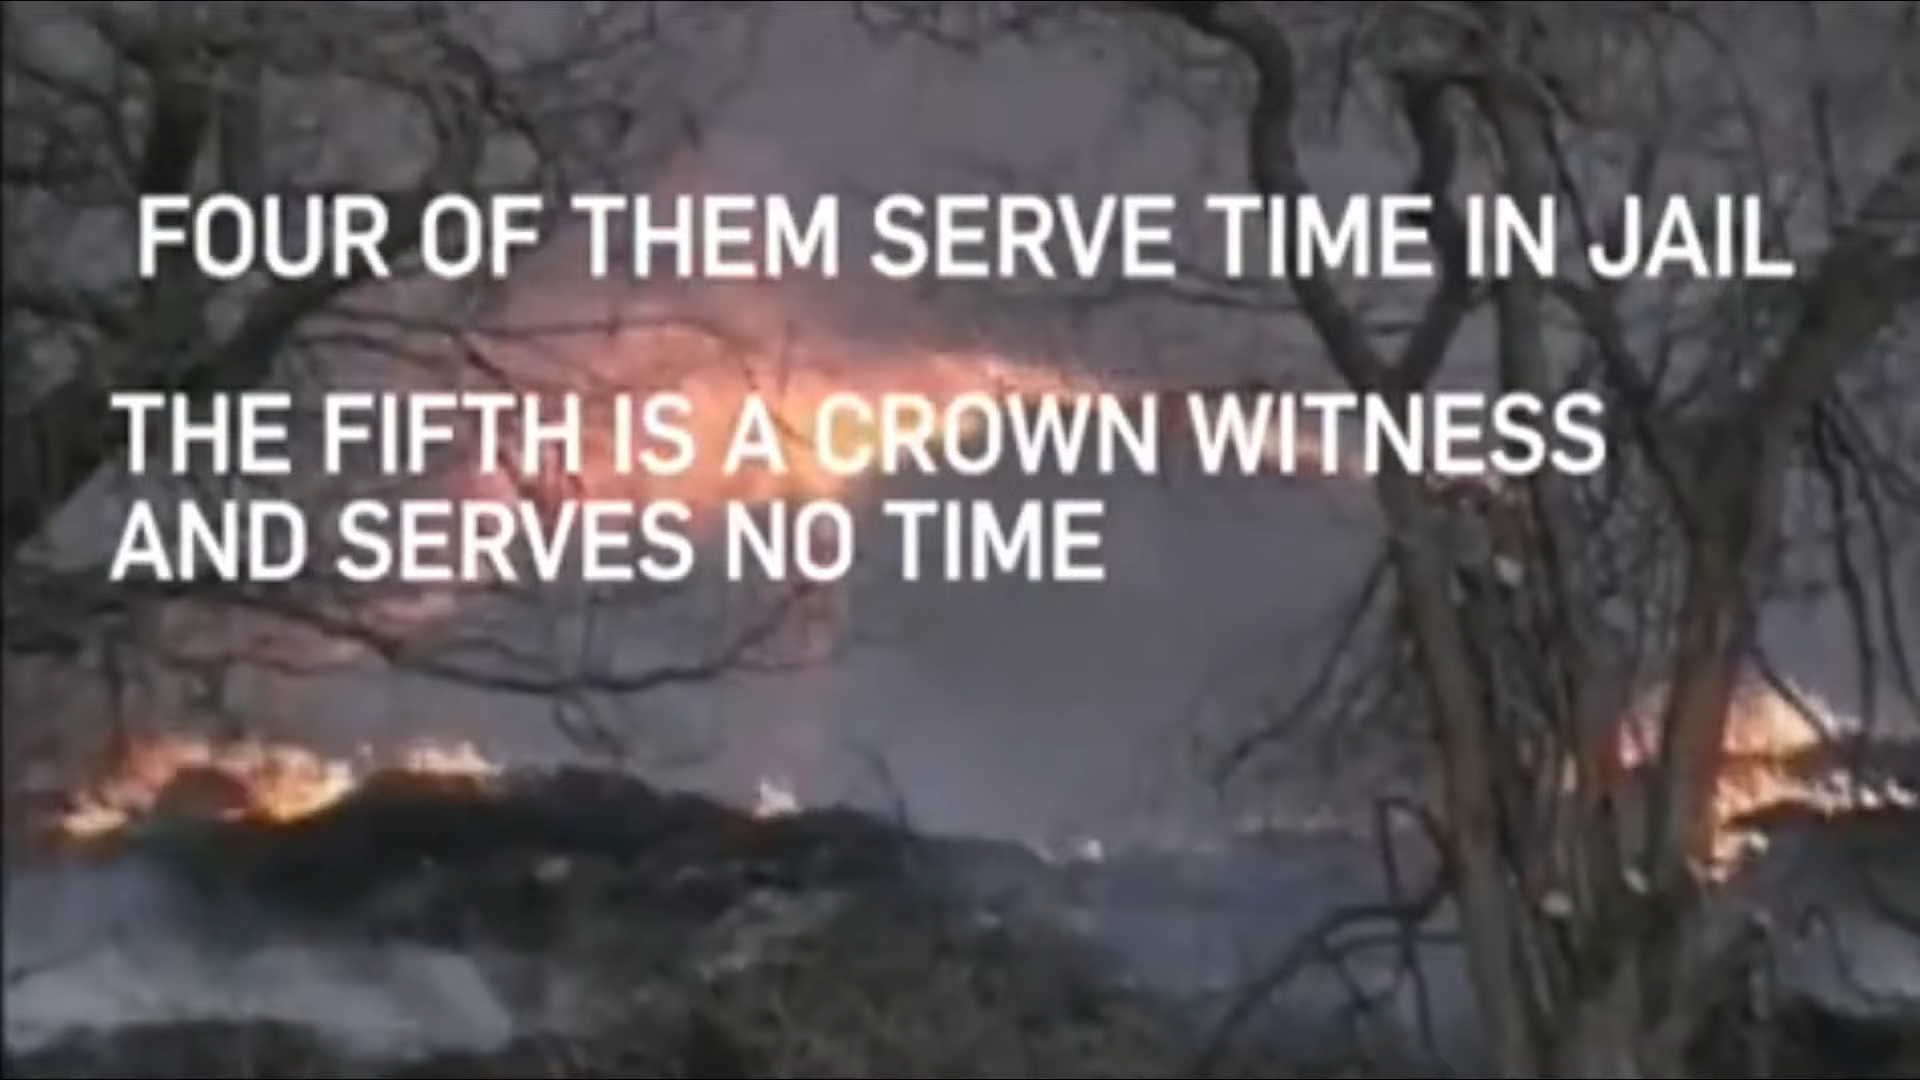 FOUR OF THEM SERVE TIME IN JAIL
THE FIFTH IS A CROWN WITNESS
AND SERVES NO TIME